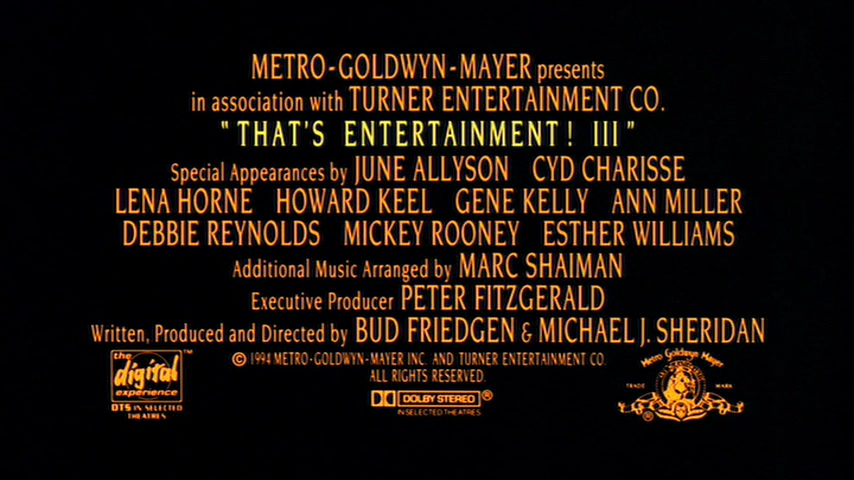 METRO-GOLDWYN-MAYER presents
in association with TURNER ENTERTAINMENT CO.
"THAT'S ENTERTAINMENT! III"
Special Appearances by JUNE ALLYSON CYD CHARISSE
LENA HORNE HOWARD KEEL GENE KELLY ANN MILLER
DEBBIE REYNOLDS MICKEY ROONEY ESTHER WILLIAMS
Additional Music Arranged by MARC SHAIMAN
Executive Producer PETER FITZGERALD
Written, Produced and Directed by BUD FRIEDGEN & MICHAEL J. SHERIDAN
the ™
digital
experience
DTS IN SELECTED
THEATRES
© 1994 METRO-GOLDWYN-MAYER INC. AND TURNER ENTERTAINMENT CO.
ALL RIGHTS RESERVED.
DOLBY STEREO ®
IN SELECTED THEATRES
Metro Goldwyn Mayer
TRADE MARK
®